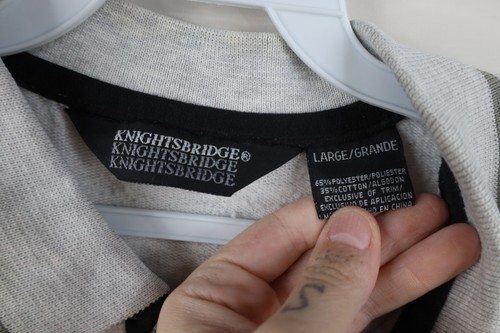 KNIGHTSBRIDGE®
KNIGHTSBRIDGE
KNIGHTSBRIDGE
LARGE/GRANDE
65% POLYESTER/POLIESTER
35% COTTON/ALGODON
EXCLUSIVE OF TRIM/
EXCLUSIVO DE APLICACION
IN CHINA
S